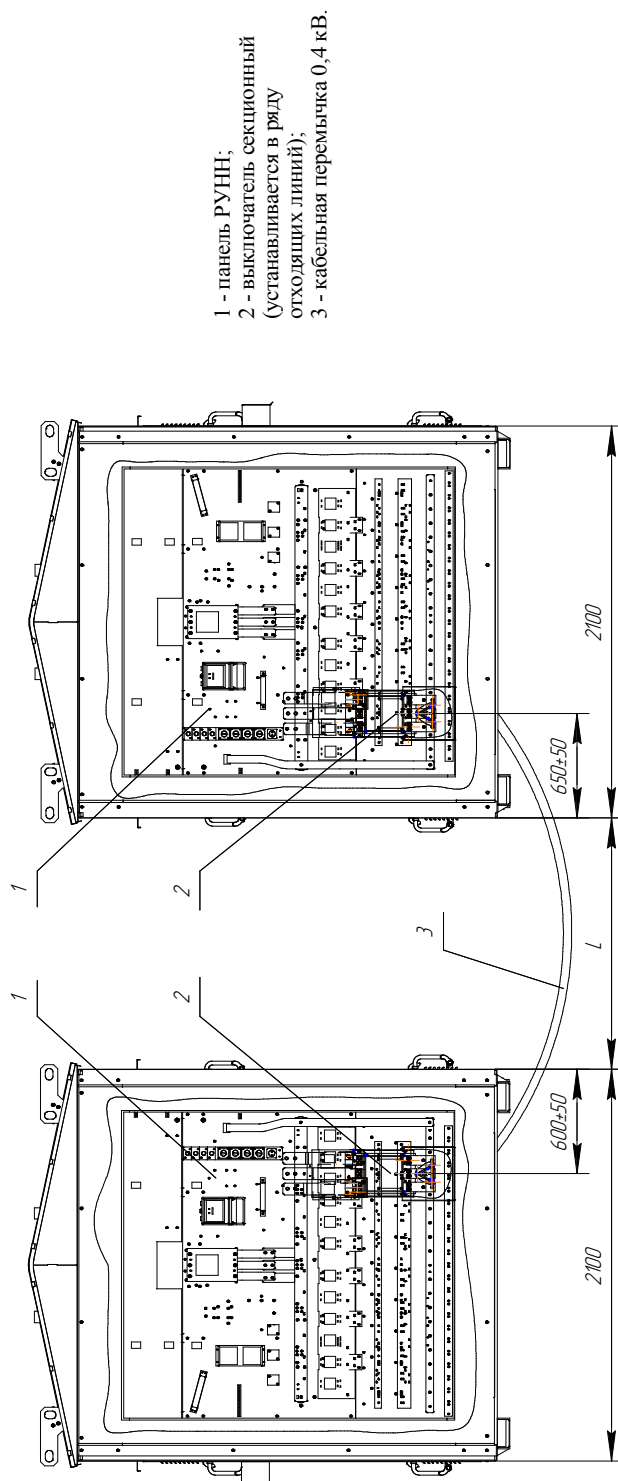 1 - панель РУНН;
2 - выключатель секционный
(устанавливается в ряду
отходящих линий);
3 - кабельная перемычка 0,4 кВ.
1
1
2
2
3
600±50
650±50
2100
L
2100